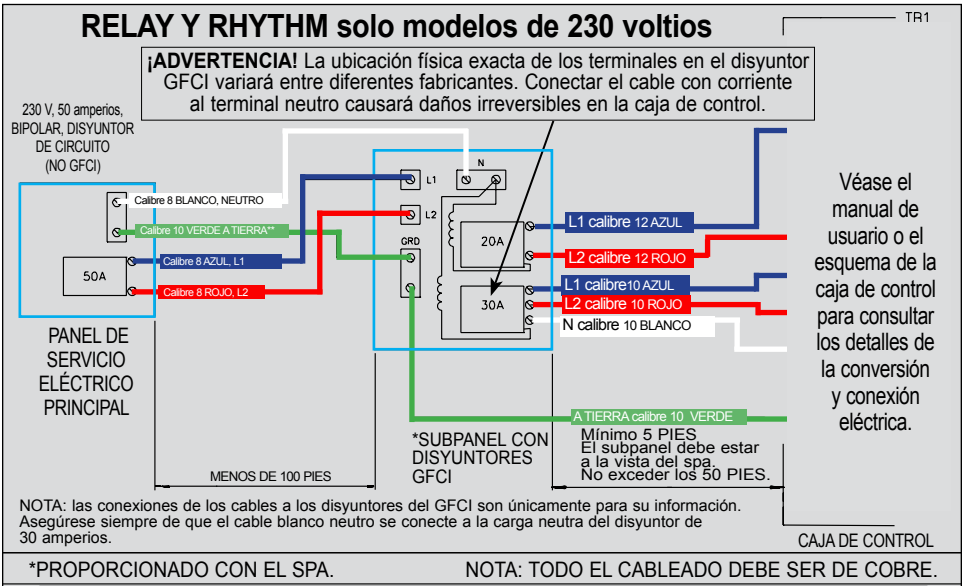 RELAY Y RHYTHM solo modelos de 230 voltios
TR1
¡ADVERTENCIA! La ubicación física exacta de los terminales en el disyuntor
GFCI variará entre diferentes fabricantes. Conectar el cable con corriente
al terminal neutro causará daños irreversibles en la caja de control.
230 V, 50 amperios,
BIPOLAR, DISYUNTOR
DE CIRCUITO
(NO GFCI)
Calibre 8 BLANCO, NEUTRO
Calibre 10 VERDE A TIERRA**
Calibre 8 AZUL, L1
Calibre 8 ROJO, L2
50A
PANEL DE
SERVICIO
ELÉCTRICO
PRINCIPAL
L1
N
L2
GRD
20A
30A
L1 calibre 12 AZUL
L2 calibre 12 ROJO
L1 calibre10 AZUL
L2 calibre 10 ROJO
N calibre 10 BLANCO
A TIERRA calibre 10 VERDE
Véase el
manual de
usuario o el
esquema de la
caja de control
para consultar
los detalles de
la conversión
y conexión
eléctrica.
*SUBPANEL CON
DISYUNTORES
GFCI
Mínimo 5 PIES
El subpanel debe estar
a la vista del spa.
No exceder los 50 PIES.
MENOS DE 100 PIES
NOTA: las conexiones de los cables a los disyuntores del GFCI son únicamente para su información.
Asegúrese siempre de que el cable blanco neutro se conecte a la carga neutra del disyuntor de
30 amperios.
CAJA DE CONTROL
*PROPORCIONADO CON EL SPA.
NOTA: TODO EL CABLEADO DEBE SER DE COBRE.